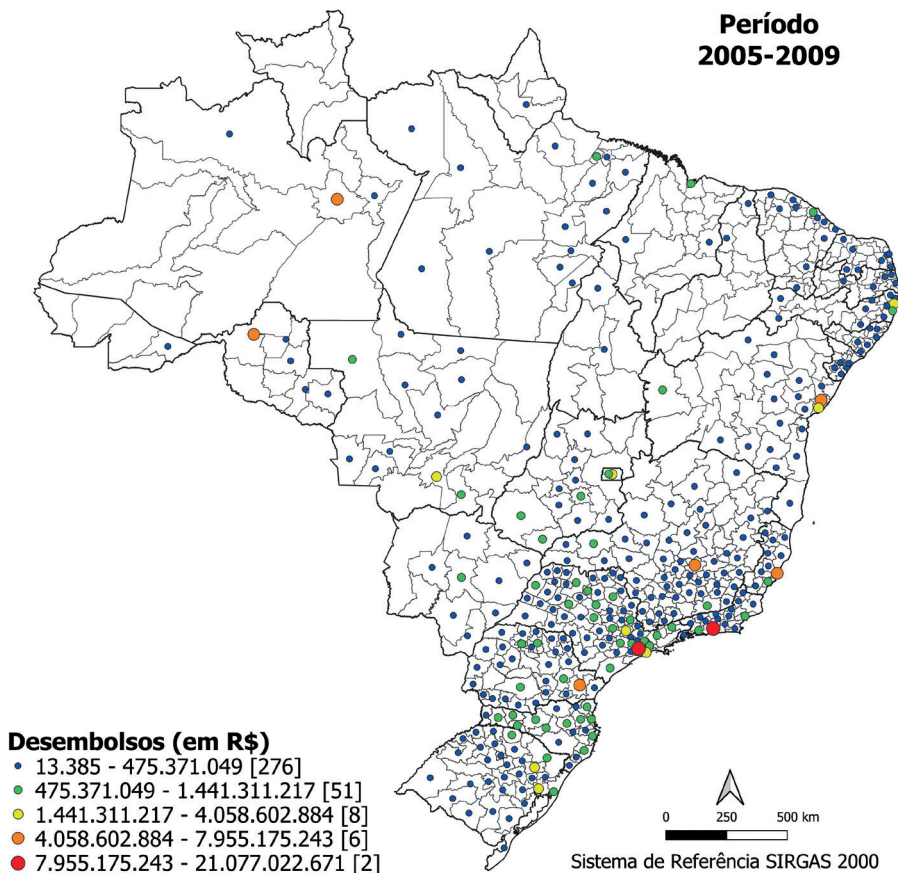 Período
2005-2009
Desembolsos (em R$)
13.385 - 475.371.049 [276]
475.371.049 - 1.441.311.217 [51]
1.441.311.217 - 4.058.602.884 [8]
4.058.602.884 - 7.955.175.243 [6]
7.955.175.243 - 21.077.022.671 [2]
0 250 500 km
Sistema de Referência SIRGAS 2000